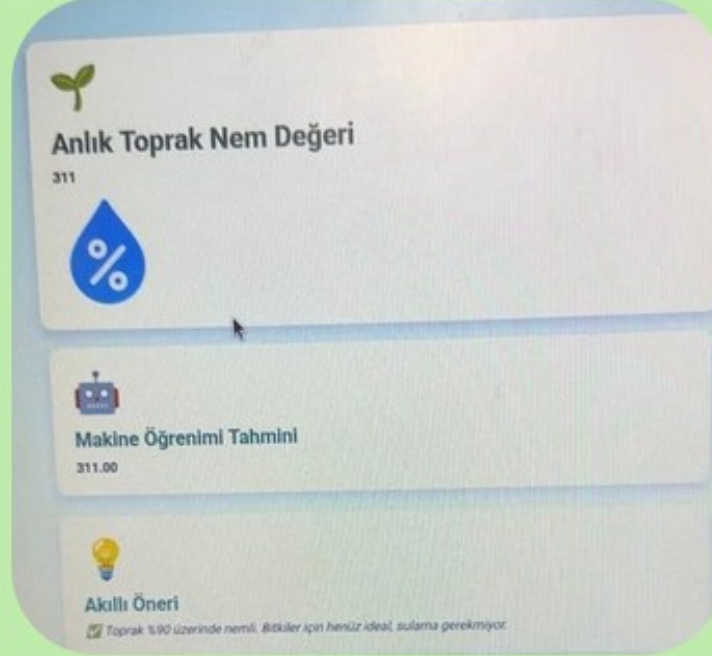 Anlık Toprak Nem Değeri
311
%
Makine Öğrenimi Tahmini
311.00
Akıllı Öneri
Toprak %90 üzerinde nemli. Bitkiler için henüz ideal, sulama gerekmiyor.